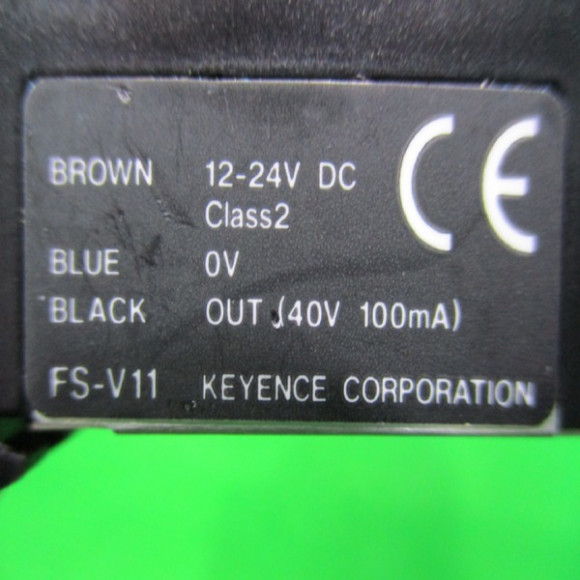 BROWN 12-24V DC
Class2
BLUE 0V
BLACK OUT (40V 100mA)
FS-V11 KEYENCE CORPORATION
CE